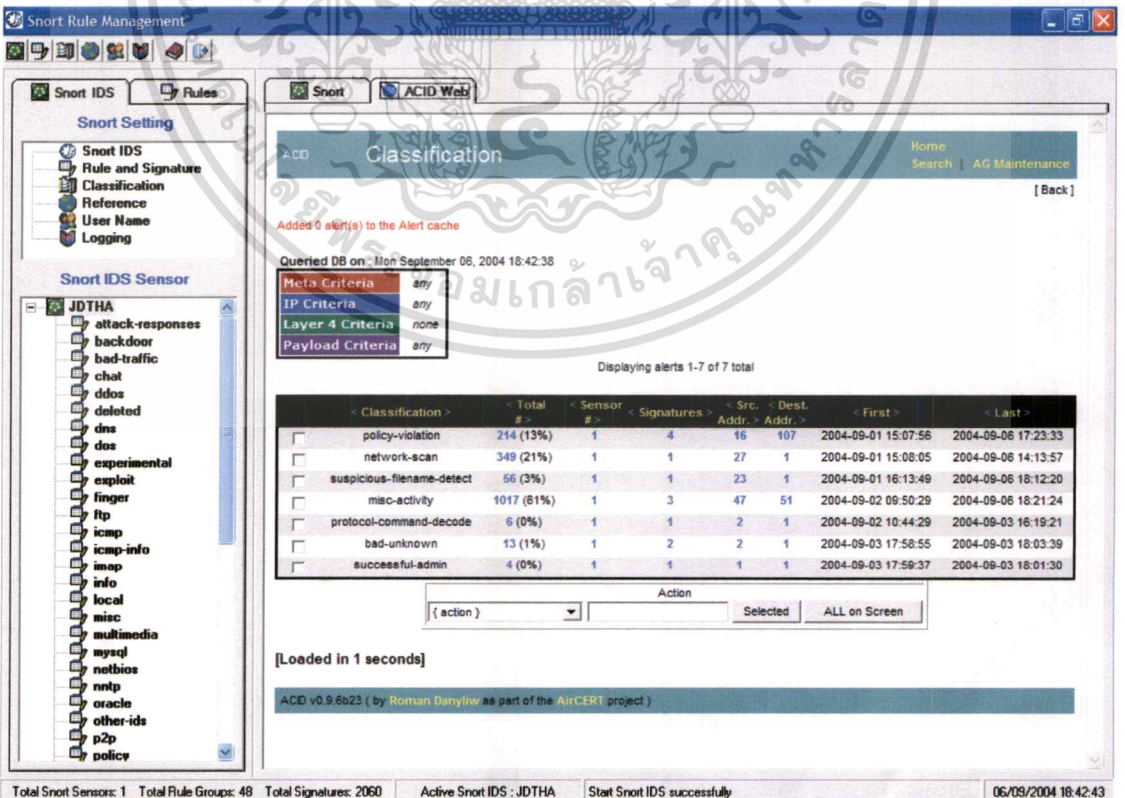 Snort Rule Management
Snort IDS
Rules
Snort
ACID Web
Snort Setting
Snort IDS
Rule and Signature
Classification
Reference
User Name
Logging
Snort IDS Sensor
JDTHA
attack-responses
backdoor
bad-traffic
chat
ddos
deleted
dns
dos
experimental
exploit
finger
ftp
icmp
icmp-info
imap
info
local
misc
multimedia
mysql
netbios
nntp
oracle
other-ids
p2p
policy
ACID Classification
Home
Search | AG Maintenance
[ Back ]
Added 0 alert(s) to the Alert cache
Queried DB on : Mon September 06, 2004 18:42:38
Meta Criteria any
IP Criteria any
Layer 4 Criteria none
Payload Criteria any
Displaying alerts 1-7 of 7 total
< Classification > < Total # > < Sensor # > < Signatures > < Src. Addr. > < Dest. Addr. > < First > < Last >
policy-violation 214 (13%) 1 4 16 107 2004-09-01 15:07:56 2004-09-06 17:23:33
network-scan 349 (21%) 1 1 27 1 2004-09-01 15:08:05 2004-09-06 14:13:57
suspicious-filename-detect 56 (3%) 1 1 23 1 2004-09-01 16:13:49 2004-09-06 18:12:20
misc-activity 1017 (61%) 1 3 47 51 2004-09-02 09:50:29 2004-09-06 18:21:24
protocol-command-decode 6 (0%) 1 1 2 1 2004-09-02 10:44:29 2004-09-03 16:19:21
bad-unknown 13 (1%) 1 2 2 1 2004-09-03 17:58:55 2004-09-03 18:03:39
successful-admin 4 (0%) 1 1 1 1 2004-09-03 17:59:37 2004-09-03 18:01:30
Action
{ action } Selected ALL on Screen
[Loaded in 1 seconds]
ACID v0.9.6b23 ( by Roman Danyliw as part of the AirCERT project )
Total Snort Sensors: 1 Total Rule Groups: 48 Total Signatures: 2060 Active Snort IDS : JDTHA Start Snort IDS successfully 06/09/2004 18:42:43